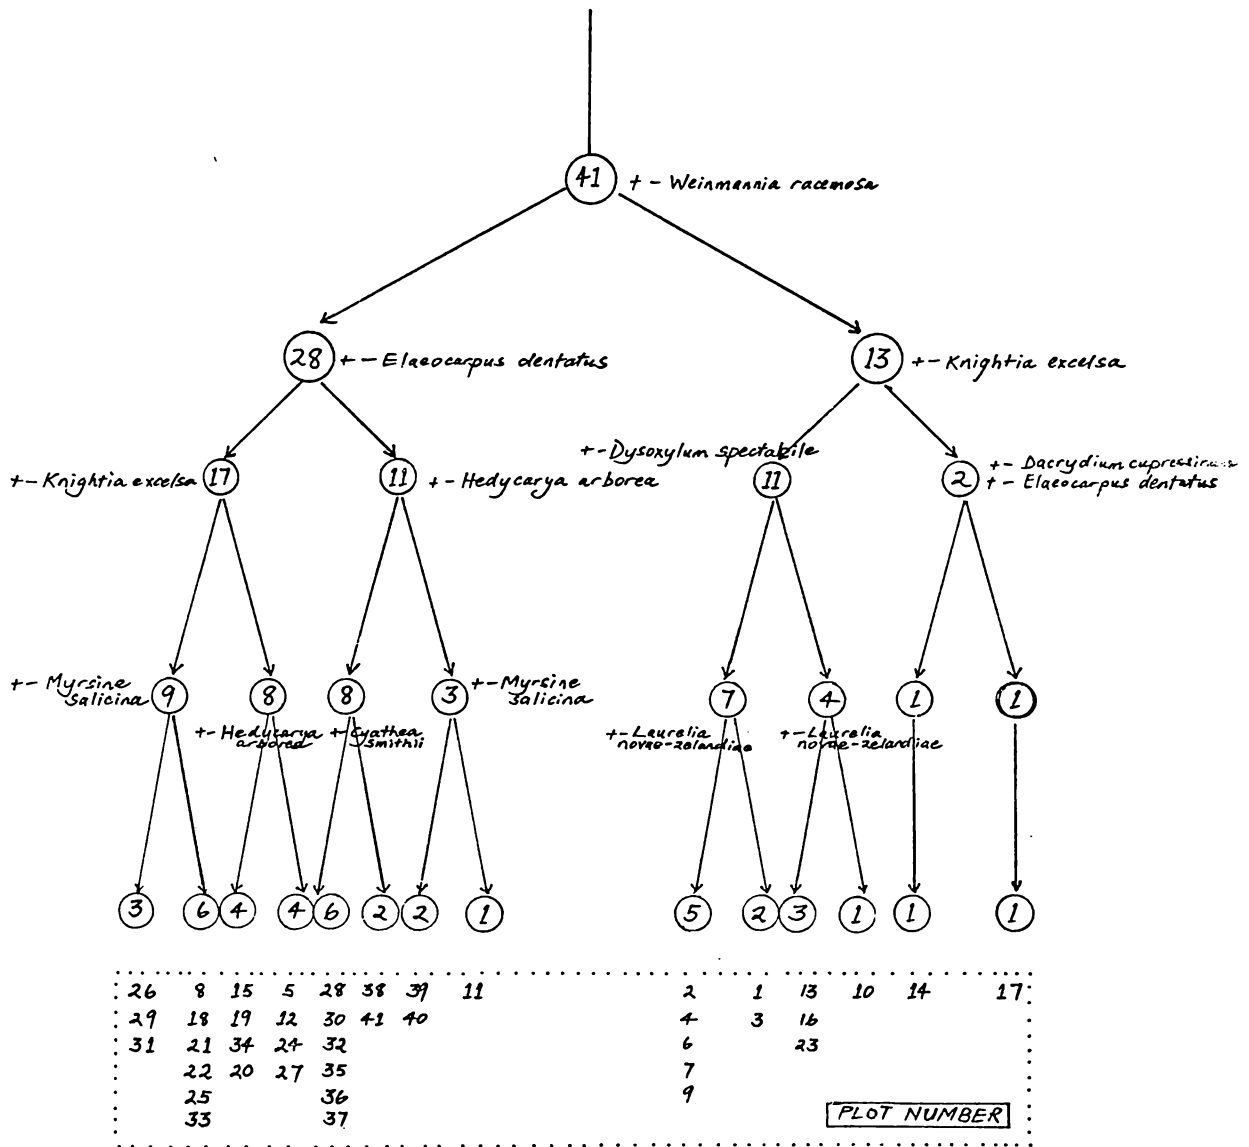 41 + - Weinmannia racemosa
28 + - Elaeocarpus dentatus
13 + - Knightia excelsa
+ - Knightia excelsa 17
11 + - Hedycarya arborea
+ - Dysoxylum spectabile
11
2 + - Dacrydium cupressinus
+ - Elaeocarpus dentatus
+ - Myrsine
salicina 9
8
8
3 + - Myrsine
salicina
7
4
1
1
+ - Hedycarya
arborea
+ - Cyathea
smithii
+ - Laurelia
novae-zelandiae
+ - Laurelia
novae-zelandiae
3 6 4 4 6 2 2 1 5 2 3 1 1 1
26 8 15 5 28 38 39 11 2 1 13 10 14 17
29 18 19 12 30 41 40 4 3 16
31 21 34 24 32 6 23
22 20 27 35 7
25 36 9
33 37
PLOT NUMBER